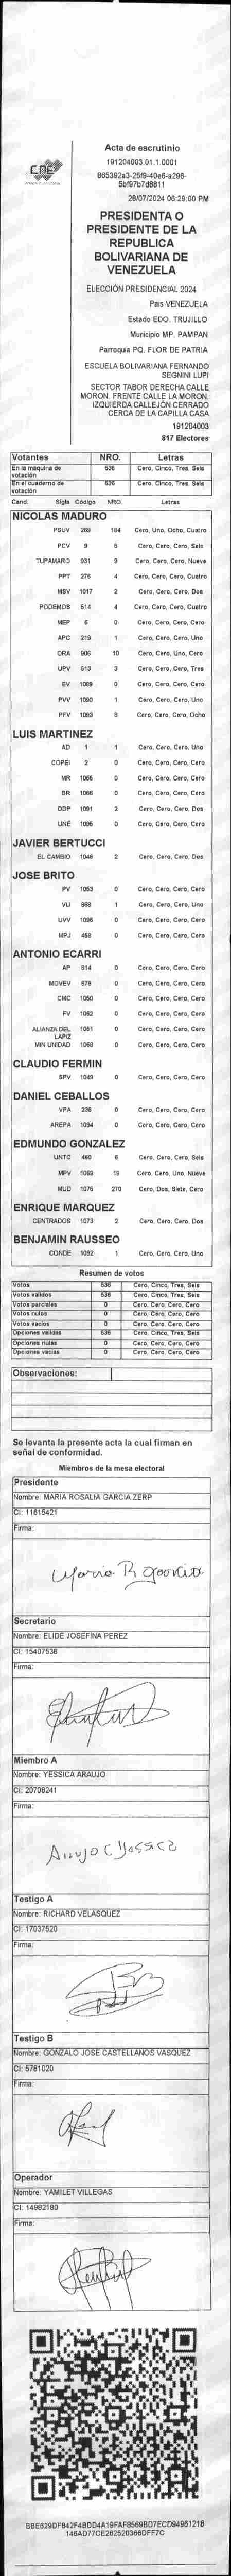 CNE
Acta de escrutinio
191204003.01.1.0001
865392a3-25f9-40e6-a296-
5bf97b7d8811
28/07/2024 06:29:00 PM
PRESIDENTA O
PRESIDENTE DE LA
REPUBLICA
BOLIVARIANA DE
VENEZUELA
ELECCIÓN PRESIDENCIAL 2024
País VENEZUELA
Estado EDO. TRUJILLO
Municipio MP. PAMPAN
Parroquia PQ. FLOR DE PATRIA
ESCUELA BOLIVARIANA FERNANDO
SEGNINI LUPI
SECTOR TABOR DERECHA CALLE
MORON. FRENTE CALLE LA MORON.
IZQUIERDA CALLEJÓN CERRADO
CERCA DE LA CAPILLA CASA
191204003
817 Electores
Votantes NRO. Letras
En la máquina de votación 536 Cero, Cinco, Tres, Seis
En el cuaderno de votación 536 Cero, Cinco, Tres, Seis
Cand. Sigla Código NRO. Letras
NICOLAS MADURO
PSUV 269 184 Cero, Uno, Ocho, Cuatro
PCV 9 6 Cero, Cero, Cero, Seis
TUPAMARO 931 9 Cero, Cero, Cero, Nueve
PPT 276 4 Cero, Cero, Cero, Cuatro
MSV 1017 2 Cero, Cero, Cero, Dos
PODEMOS 514 4 Cero, Cero, Cero, Cuatro
MEP 6 0 Cero, Cero, Cero, Cero
APC 219 1 Cero, Cero, Cero, Uno
ORA 906 10 Cero, Cero, Uno, Cero
UPV 513 3 Cero, Cero, Cero, Tres
EV 1089 0 Cero, Cero, Cero, Cero
PVV 1090 1 Cero, Cero, Cero, Uno
PFV 1093 8 Cero, Cero, Cero, Ocho
LUIS MARTINEZ
AD 1 1 Cero, Cero, Cero, Uno
COPEI 2 0 Cero, Cero, Cero, Cero
MR 1065 0 Cero, Cero, Cero, Cero
BR 1066 0 Cero, Cero, Cero, Cero
DDP 1091 2 Cero, Cero, Cero, Dos
UNE 1095 0 Cero, Cero, Cero, Cero
JAVIER BERTUCCI
EL CAMBIO 1049 2 Cero, Cero, Cero, Dos
JOSE BRITO
PV 1053 0 Cero, Cero, Cero, Cero
VU 868 1 Cero, Cero, Cero, Uno
UVV 1096 0 Cero, Cero, Cero, Cero
MPJ 458 0 Cero, Cero, Cero, Cero
ANTONIO ECARRI
AP 814 0 Cero, Cero, Cero, Cero
MOVEV 678 0 Cero, Cero, Cero, Cero
CMC 1050 0 Cero, Cero, Cero, Cero
FV 1082 0 Cero, Cero, Cero, Cero
ALIANZA DEL LAPIZ 1051 0 Cero, Cero, Cero, Cero
MIN UNIDAD 1068 0 Cero, Cero, Cero, Cero
CLAUDIO FERMIN
SPV 1048 0 Cero, Cero, Cero, Cero
DANIEL CEBALLOS
VPA 236 0 Cero, Cero, Cero, Cero
AREPA 1094 0 Cero, Cero, Cero, Cero
EDMUNDO GONZALEZ
UNTC 460 6 Cero, Cero, Cero, Seis
MPV 1069 19 Cero, Cero, Uno, Nueve
MUD 1075 270 Cero, Dos, Siete, Cero
ENRIQUE MARQUEZ
CENTRADOS 1073 2 Cero, Cero, Cero, Dos
BENJAMIN RAUSSEO
CONDE 1092 1 Cero, Cero, Cero, Uno
Resumen de votos
Votos 536 Cero, Cinco, Tres, Seis
Votos validos 536 Cero, Cinco, Tres, Seis
Votos parciales 0 Cero, Cero, Cero, Cero
Votos nulos 0 Cero, Cero, Cero, Cero
Votos vacíos 0 Cero, Cero, Cero, Cero
Opciones validas 536 Cero, Cinco, Tres, Seis
Opciones nulas 0 Cero, Cero, Cero, Cero
Opciones vacías 0 Cero, Cero, Cero, Cero
Observaciones:
Se levanta la presente acta la cual firman en
señal de conformidad.
Miembros de la mesa electoral
Presidente
Nombre: MARIA ROSALIA GARCIA ZERP
CI: 11615421
Firma:
Secretario
Nombre: ELIDE JOSEFINA PEREZ
CI: 15407538
Firma:
Miembro A
Nombre: YESSICA ARAUJO
CI: 20708241
Firma:
Testigo A
Nombre: RICHARD VELASQUEZ
CI: 17037520
Firma:
Testigo B
Nombre: GONZALO JOSE CASTELLANOS VASQUEZ
CI: 5781020
Firma:
Operador
Nombre: YAMILET VILLEGAS
CI: 14982180
Firma:
BBE629DF842F4BDD4A19FAF8569BD7ECD94951218
146AD77CE262520366DFF7C